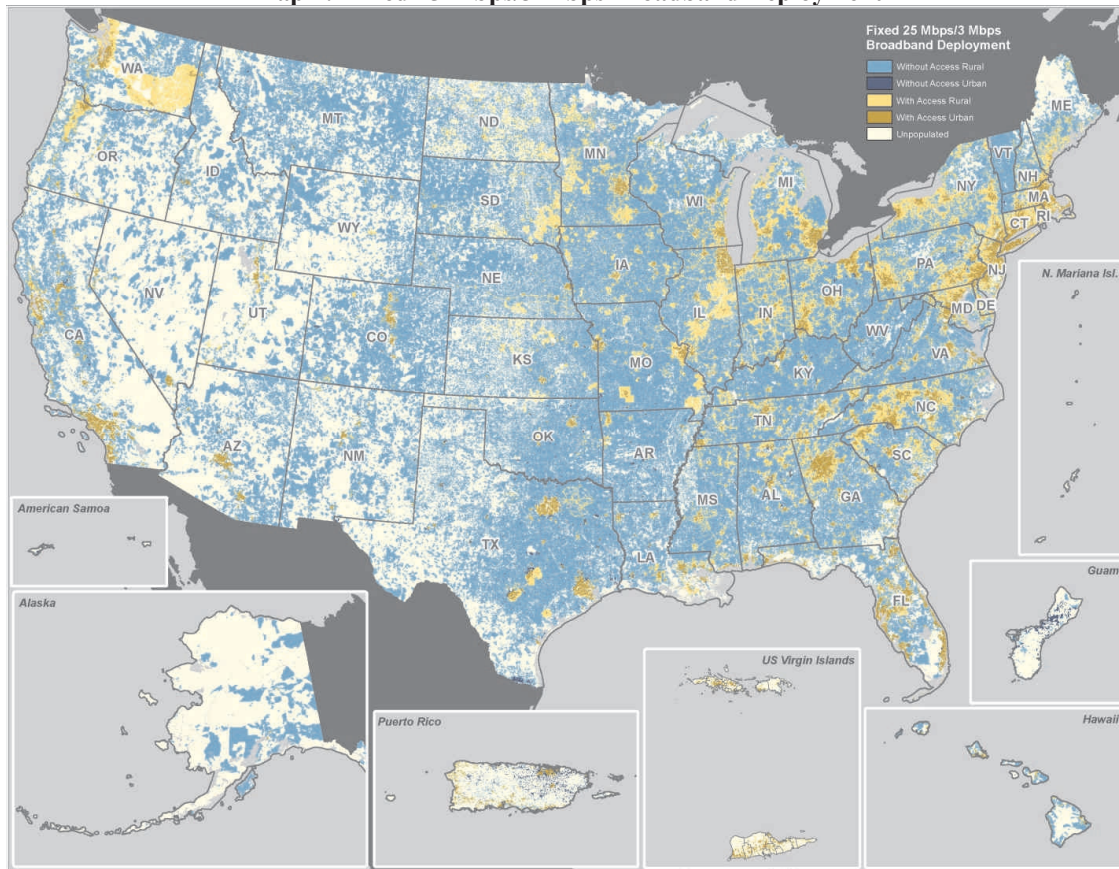 Fixed 25 Mbps/3 Mbps
Broadband Deployment
Without Access Rural
Without Access Urban
With Access Rural
With Access Urban
Unpopulated
WA
MT
ND
MN
ME
OR
ID
SD
WI
MI
VT
NH
NY
MA
WY
CT
RI
NE
IA
PA
NJ
NV
UT
CO
IL
IN
OH
MD
DE
CA
KS
MO
WV
VA
KY
AZ
NM
OK
AR
TN
NC
SC
TX
MS
AL
GA
LA
FL
N. Mariana Isl.
American Samoa
Guam
Alaska
US Virgin Islands
Puerto Rico
Hawaii